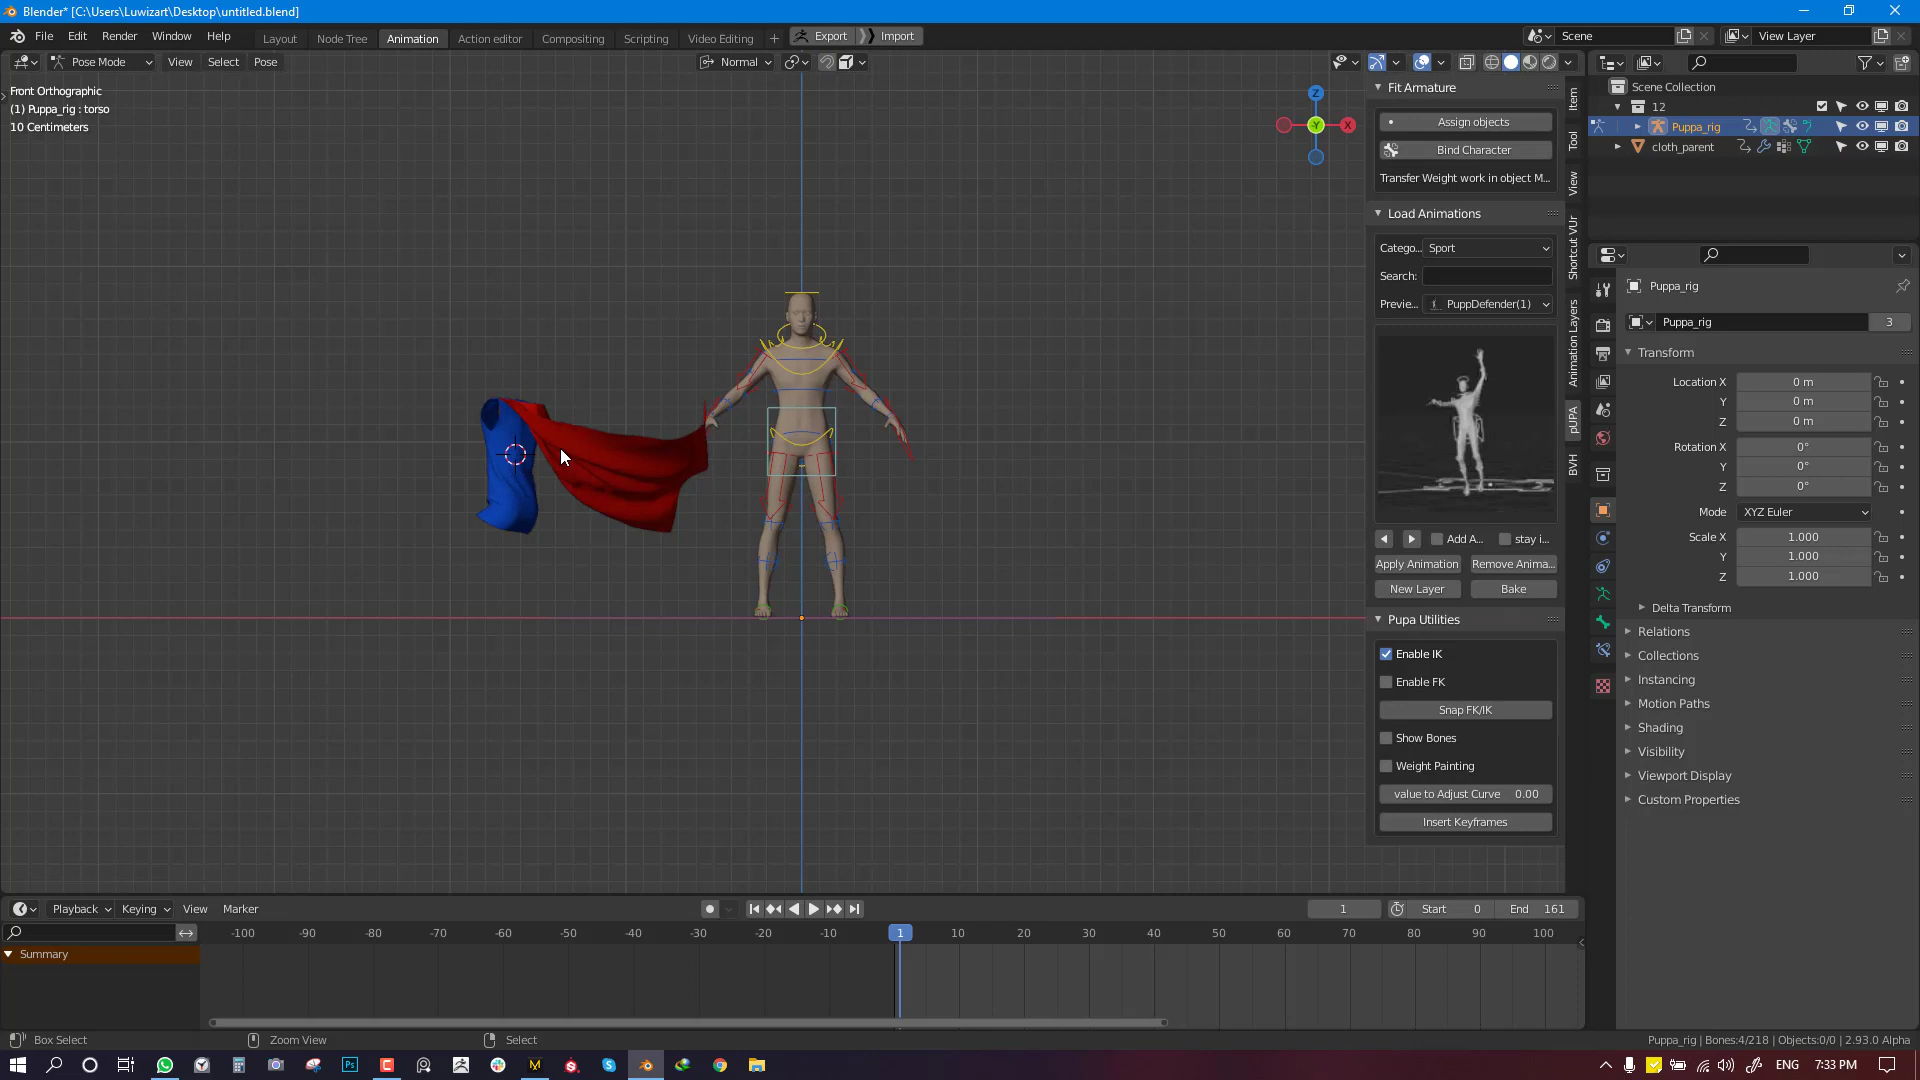 Blender* [C:\Users\Luwizart\Desktop\untitled.blend]
File Edit Render Window Help
Layout Node Tree Animation Action editor Compositing Scripting Video Editing + Export Import
Scene
View Layer
Pose Mode View Select Pose
Normal
Front Orthographic
(1) Puppa_rig : torso
10 Centimeters
Z
X
-Y
Fit Armature
Assign objects
Bind Character
Transfer Weight work in object M...
Load Animations
Catego... Sport
Search:
Previe... PuppDefender(1)
Add A... stay i...
Apply Animation Remove Anima...
New Layer Bake
Pupa Utilities
Enable IK
Enable FK
Snap FK/IK
Show Bones
Weight Painting
value to Adjust Curve 0.00
Insert Keyframes
Item
Tool
View
Shortcut VUr
Animation Layers
pUPA
BVH
Scene Collection
12
Puppa_rig
cloth_parent
Puppa_rig
Puppa_rig 3
Transform
Location X 0 m
Y 0 m
Z 0 m
Rotation X 0°
Y 0°
Z 0°
Mode XYZ Euler
Scale X 1.000
Y 1.000
Z 1.000
Delta Transform
Relations
Collections
Instancing
Motion Paths
Shading
Visibility
Viewport Display
Custom Properties
Playback Keying View Marker
1 Start 0 End 161
-100 -90 -80 -70 -60 -50 -40 -30 -20 -10 1 10 20 30 40 50 60 70 80 90 100
Summary
Box Select Zoom View Select
Puppa_rig | Bones:4/218 | Objects:0/0 | 2.93.0 Alpha
Ps
ENG 7:33 PM